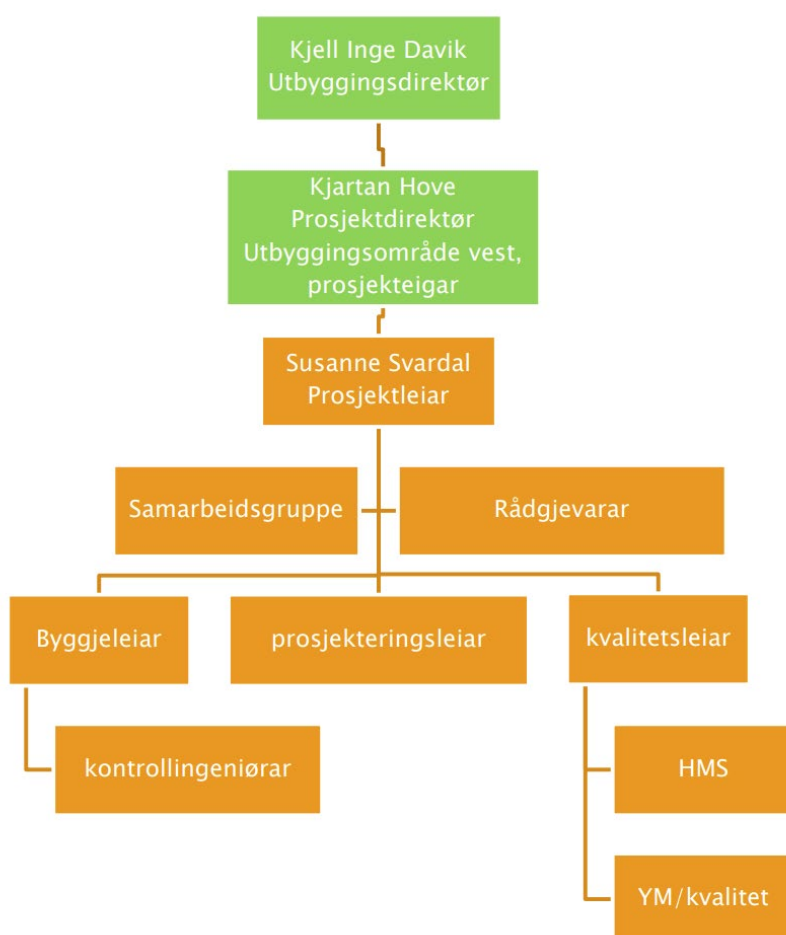 Kjell Inge Davik
Utbyggingsdirektør
Kjartan Hove
Prosjektdirektør
Utbyggingsområde vest,
prosjekteigar
Susanne Svardal
Prosjektleiar
Samarbeidsgruppe
Rådgjevarar
Byggjeleiar
prosjekteringsleiar
kvalitetsleiar
kontrollingeniørar
HMS
YM/kvalitet